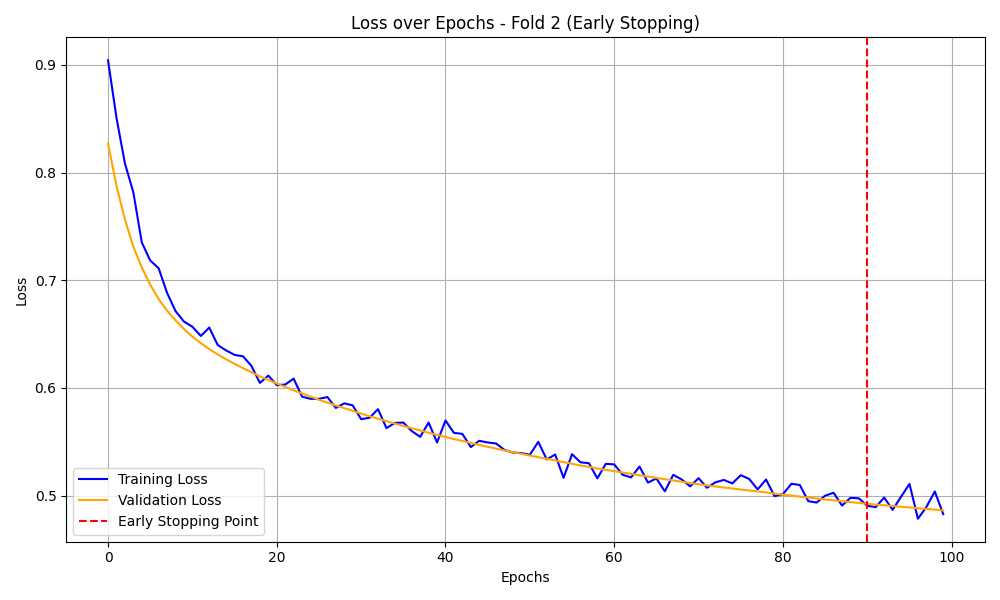 Loss over Epochs - Fold 2 (Early Stopping)
0.9
0.8
0.7
0.6
0.5
Loss
Training Loss
Validation Loss
Early Stopping Point
0 20 40 60 80 100
Epochs